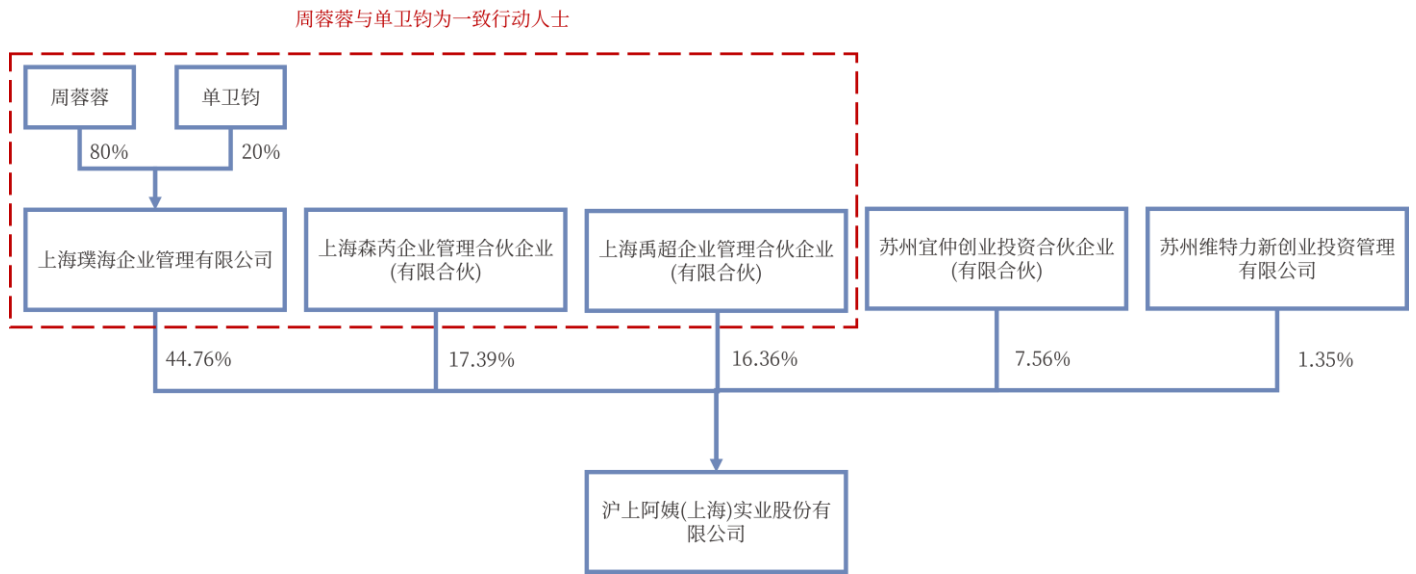 周蓉蓉与单卫钧为一致行动人士
周蓉蓉
单卫钧
80%
20%
上海璞海企业管理有限公司
上海森芮企业管理合伙企业
(有限合伙)
上海禹超企业管理合伙企业
(有限合伙)
苏州宜仲创业投资合伙企业
(有限合伙)
苏州维特力新创业投资管理
有限公司
44.76%
17.39%
16.36%
7.56%
1.35%
沪上阿姨(上海)实业股份有
限公司